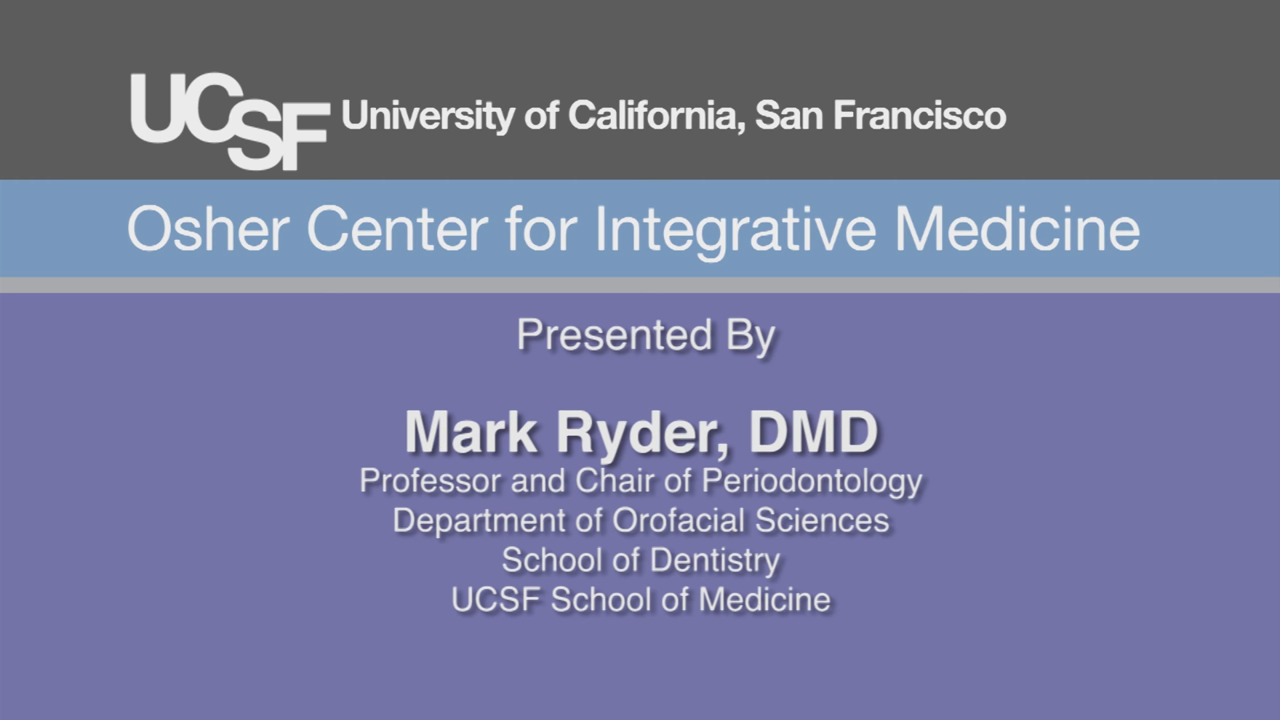 UCSF University of California, San Francisco
Osher Center for Integrative Medicine
Presented By
Mark Ryder, DMD
Professor and Chair of Periodontology
Department of Orofacial Sciences
School of Dentistry
UCSF School of Medicine